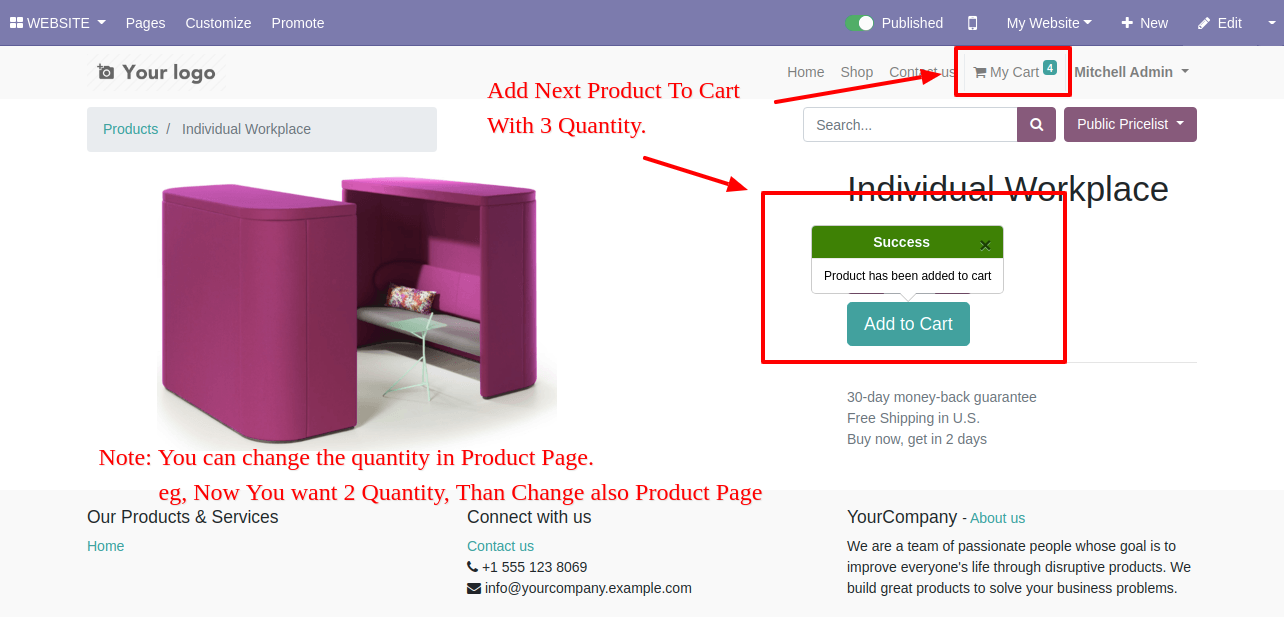 WEBSITE Pages Customize Promote Published My Website New Edit
Your logo Home Shop Contact us My Cart 4 Mitchell Admin
Add Next Product To Cart
With 3 Quantity.
Products / Individual Workplace
Search... Public Pricelist
Individual Workplace
Success ×
Product has been added to cart
Add to Cart
30-day money-back guarantee
Free Shipping in U.S.
Buy now, get in 2 days
Note: You can change the quantity in Product Page.
eg, Now You want 2 Quantity, Than Change also Product Page
Our Products & Services
Home
Connect with us
Contact us
+1 555 123 8069
info@yourcompany.example.com
YourCompany - About us
We are a team of passionate people whose goal is to
improve everyone's life through disruptive products. We
build great products to solve your business problems.